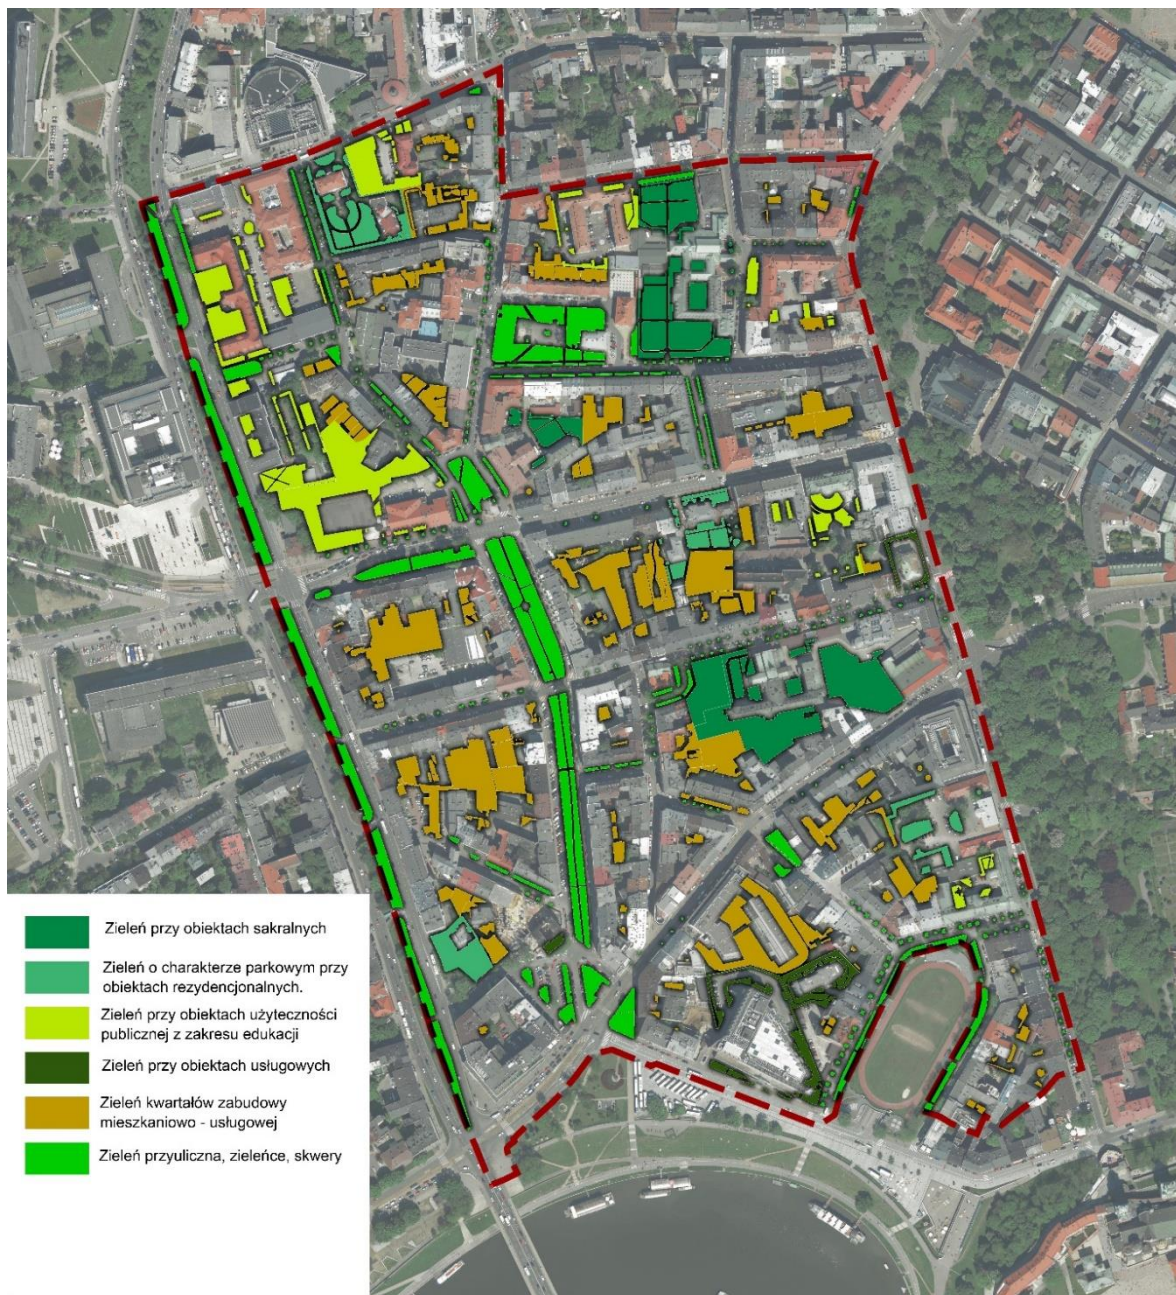 Zieleń przy obiektach sakralnych
Zieleń o charakterze parkowym przy
obiektach rezydencjonalnych.
Zieleń przy obiektach użyteczności
publicznej z zakresu edukacji
Zieleń przy obiektach usługowych
Zieleń kwartałów zabudowy
mieszkaniowo - usługowej
Zieleń przyuliczna, zieleńce, skwery